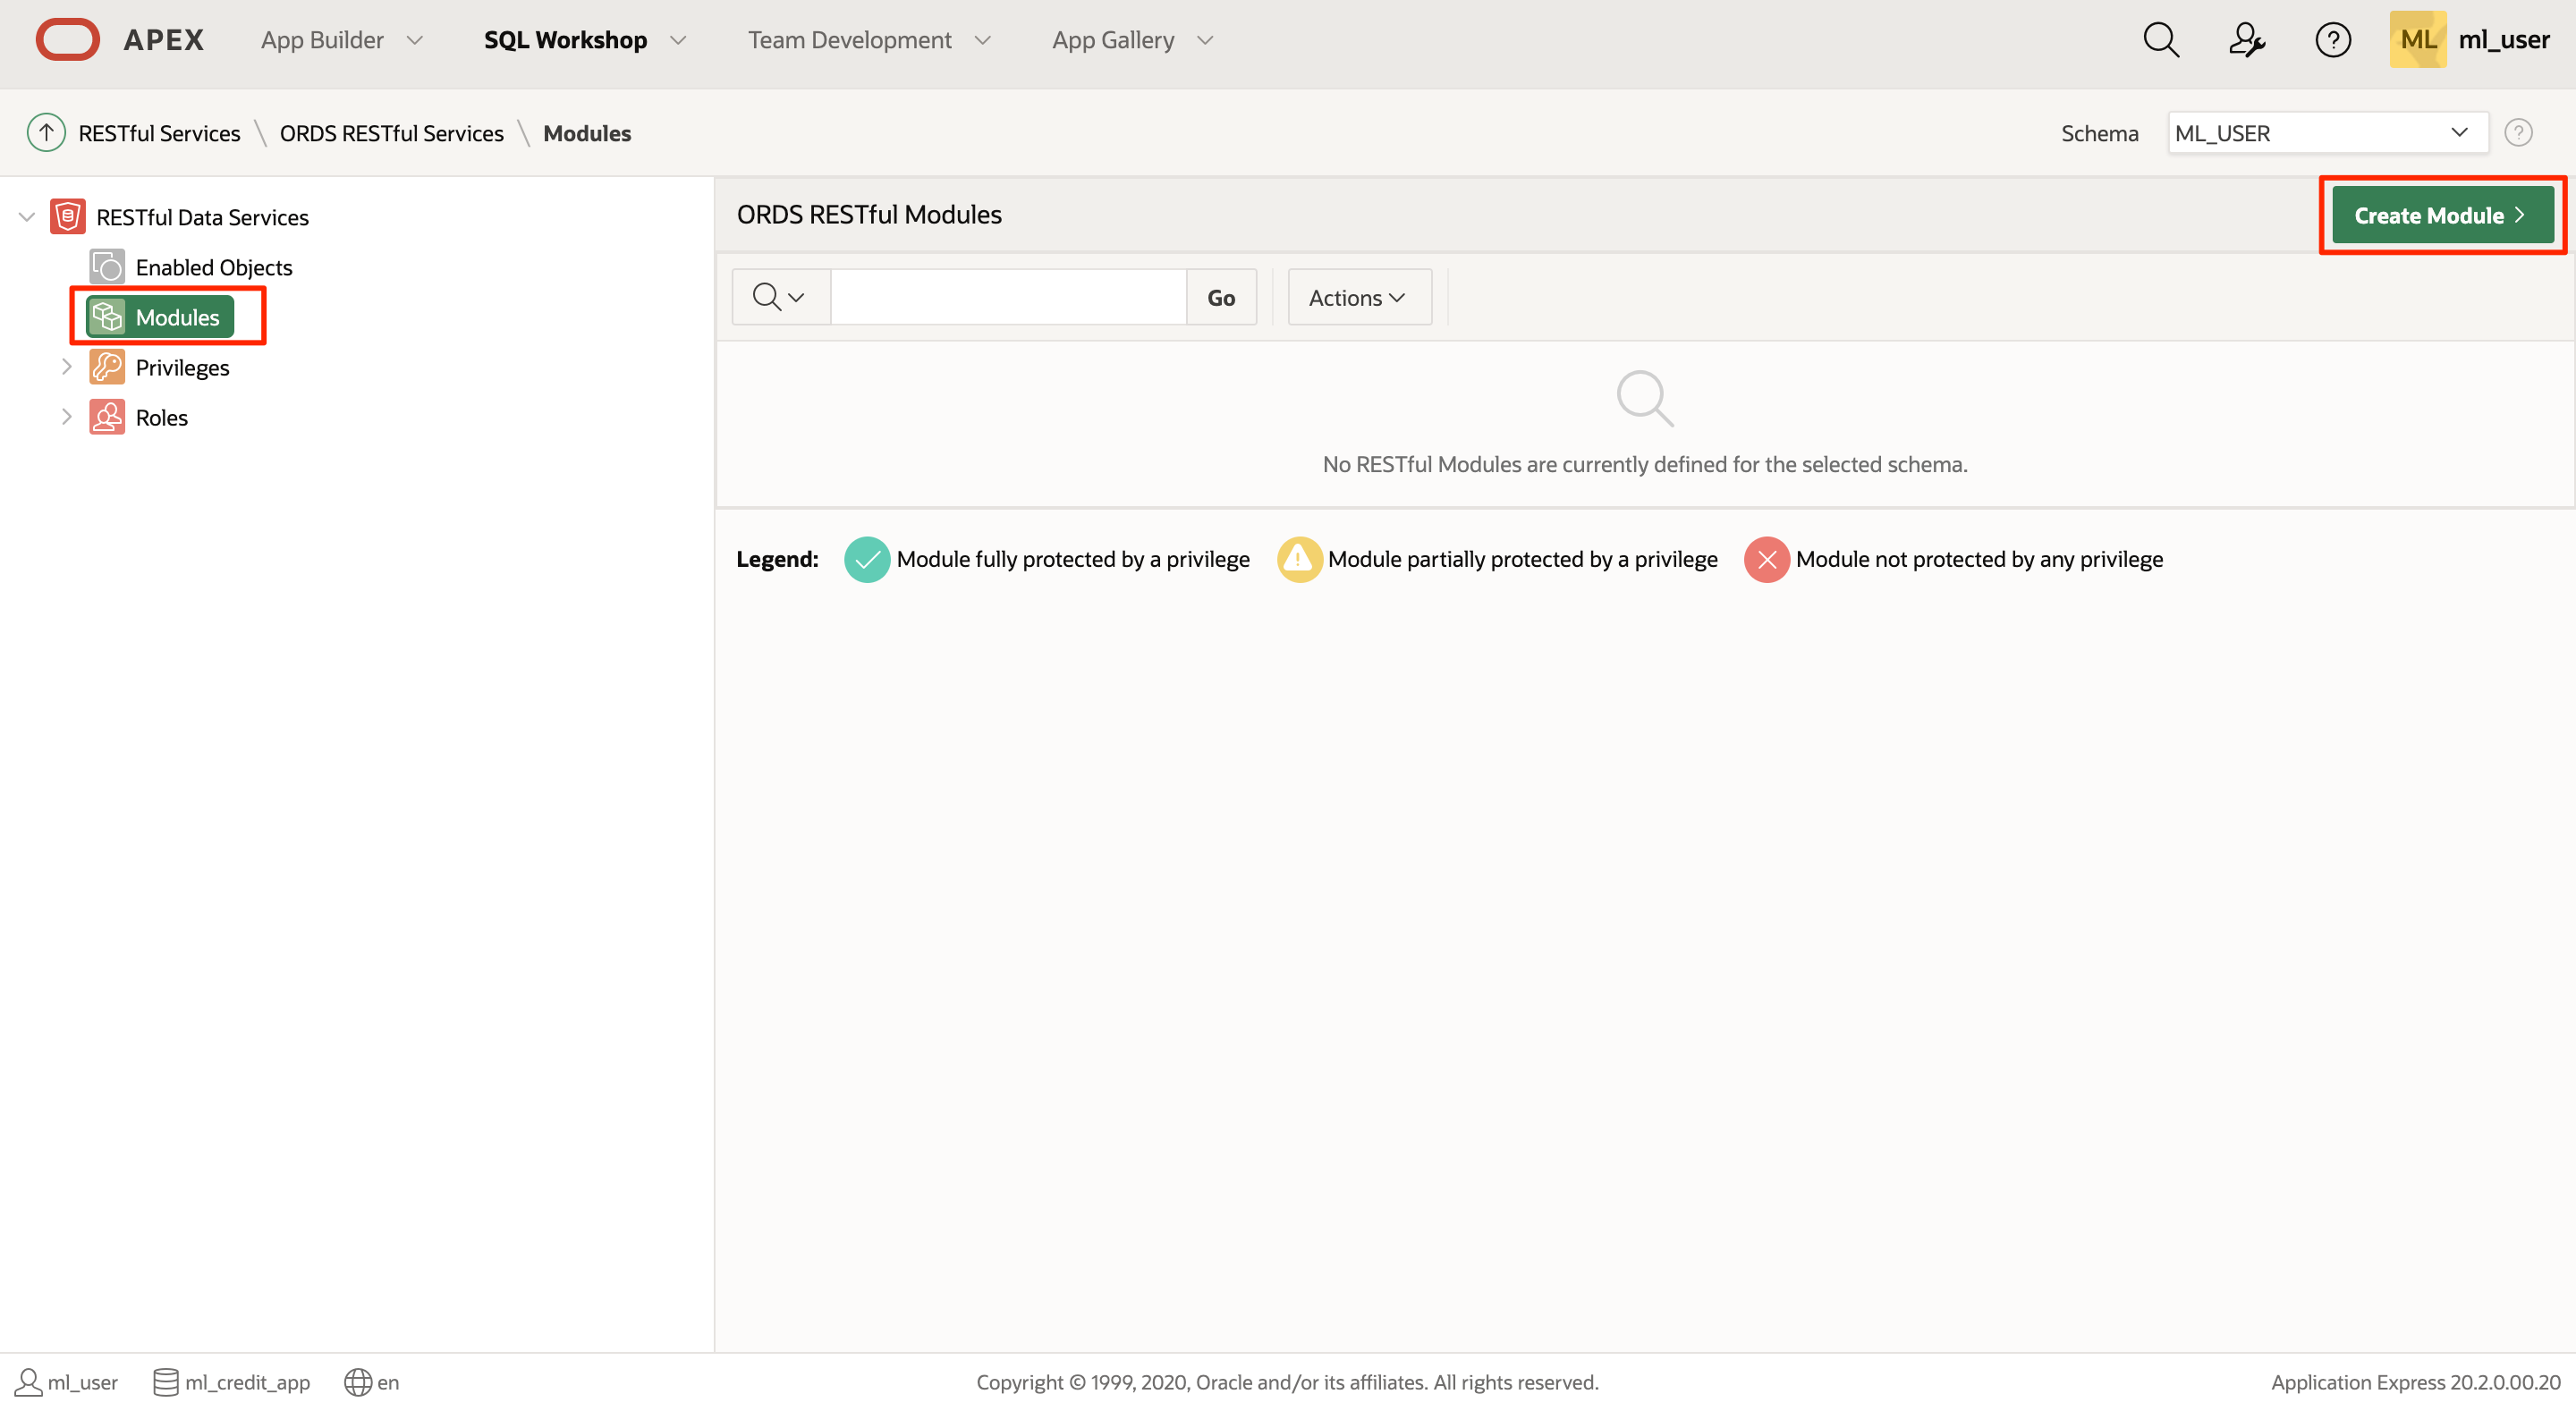 APEX App Builder SQL Workshop Team Development App Gallery ML ml_user
RESTful Services \ ORDS RESTful Services \ Modules Schema ML_USER
RESTful Data Services
Enabled Objects
Modules
Privileges
Roles
ORDS RESTful Modules Create Module
Go Actions
No RESTful Modules are currently defined for the selected schema.
Legend: Module fully protected by a privilege Module partially protected by a privilege Module not protected by any privilege
ml_user ml_credit_app en Copyright © 1999, 2020, Oracle and/or its affiliates. All rights reserved. Application Express 20.2.0.00.20